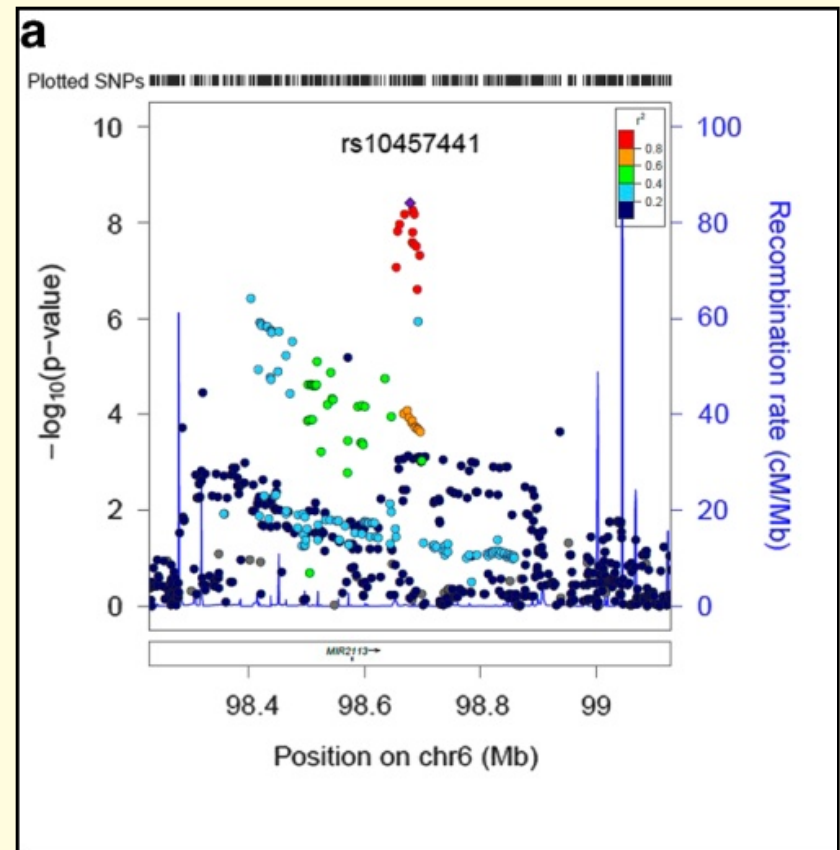 a
Plotted SNPs
rs10457441
r²
0.8
0.6
0.4
0.2
10
8
6
4
2
0
−log10(p−value)
100
80
60
40
20
0
Recombination rate (cM/Mb)
MIR2113→
98.4 98.6 98.8 99
Position on chr6 (Mb)